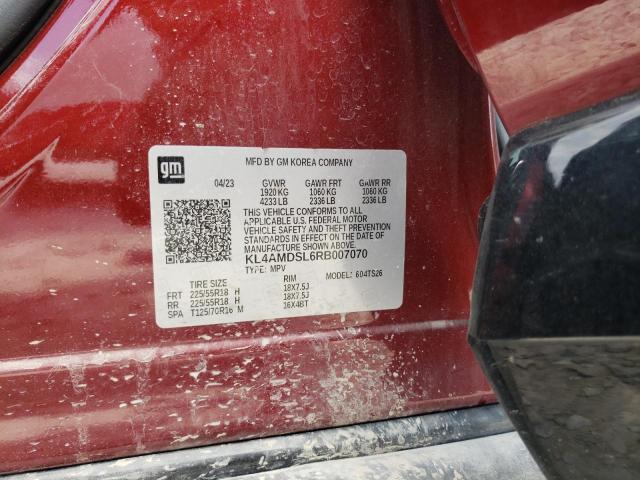 gm
MFD BY GM KOREA COMPANY
04/23 GVWR GAWR FRT GAWR RR
1920 KG 1060 KG 1060 KG
4233 LB 2336 LB 2336 LB
THIS VEHICLE CONFORMS TO ALL
APPLICABLE U.S. FEDERAL MOTOR
VEHICLE SAFETY AND THEFT PREVENTION
STANDARDS IN EFFECT ON THE DATE OF
MANUFACTURE SHOWN ABOVE.
KL4AMDSL6RB007070
TYPE: MPV MODEL: 604TS26
TIRE SIZE RIM
FRT 225/55R18 H 18X7.5J
RR 225/55R18 H 18X7.5J
SPA T125/70R16 M 16X4BT